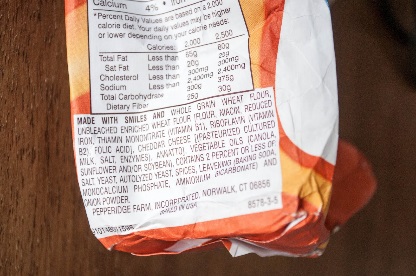 Calcium 4% •
*Percent Daily Values are based on a 2,000
calorie diet. Your daily values may be higher
or lower depending on your calorie needs:
Calories: 2,000 2,500
Total Fat Less than 65g 80g
Sat Fat Less than 20g 25g
Cholesterol Less than 300mg 300mg
Sodium Less than 2,400mg 2,400mg
Total Carbohydrate 300g 375g
Dietary Fiber 25g 30g
MADE WITH SMILES AND WHOLE GRAIN WHEAT FLOUR,
UNBLEACHED ENRICHED WHEAT FLOUR (FLOUR, NIACIN, REDUCED
IRON, THIAMIN MONONITRATE (VITAMIN B1), RIBOFLAVIN (VITAMIN
B2), FOLIC ACID), CHEDDAR CHEESE ((PASTEURIZED CULTURED
MILK, SALT, ENZYMES), ANNATTO), VEGETABLE OILS (CANOLA,
SUNFLOWER AND/OR SOYBEAN), CONTAINS 2 PERCENT OR LESS OF:
SALT, YEAST, AUTOLYZED YEAST, SPICES, LEAVENING (BAKING SODA,
MONOCALCIUM PHOSPHATE, AMMONIUM BICARBONATE) AND
ONION POWDER.
PEPPERIDGE FARM, INCORPORATED, NORWALK, CT 06856
BAKED IN USA. 8578-3-5